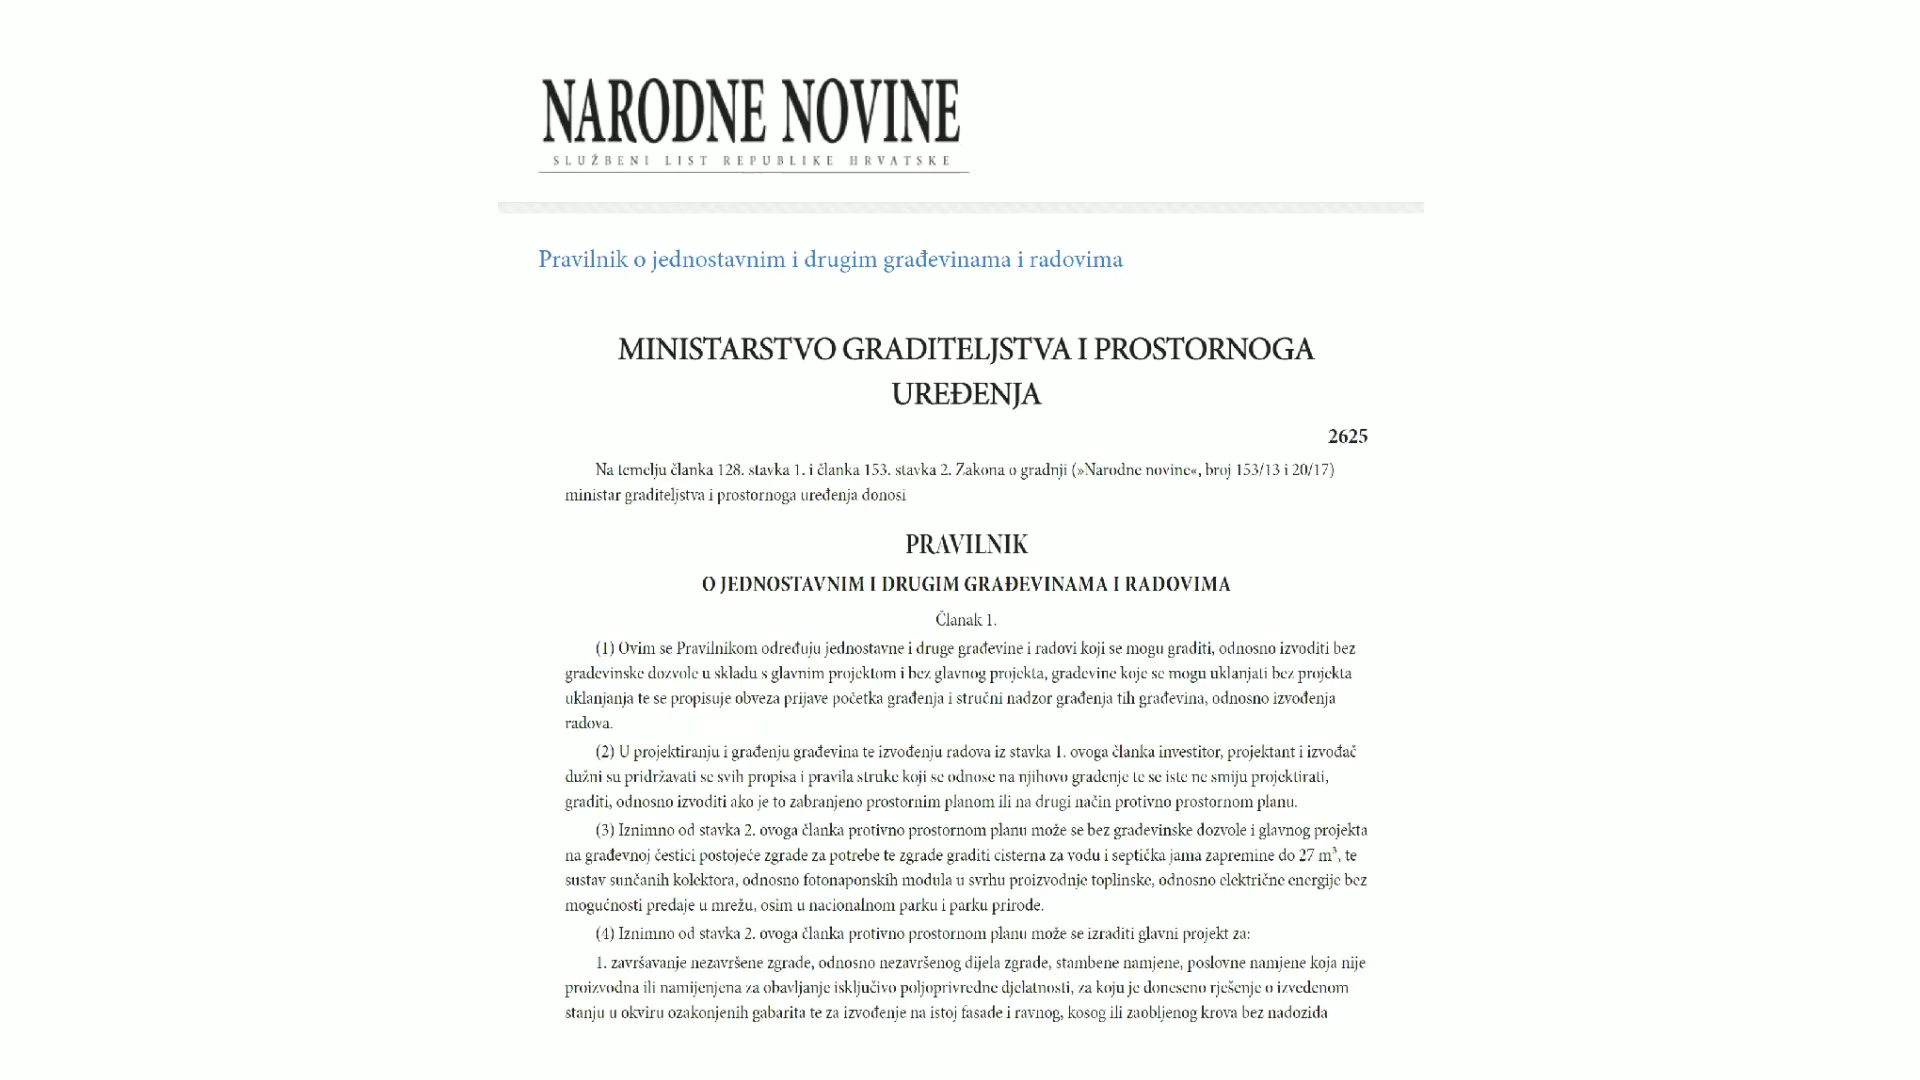 NARODNE NOVINE
SLUŽBENI LIST REPUBLIKE HRVATSKE
Pravilnik o jednostavnim i drugim građevinama i radovima
MINISTARSTVO GRADITELJSTVA I PROSTORNOGA
UREĐENJA
2625
Na temelju članka 128. stavka 1. i članka 153. stavka 2. Zakona o gradnji (»Narodne novine«, broj 153/13 i 20/17)
ministar graditeljstva i prostornoga uređenja donosi
PRAVILNIK
O JEDNOSTAVNIM I DRUGIM GRAĐEVINAMA I RADOVIMA
Članak 1.
(1) Ovim se Pravilnikom određuju jednostavne i druge građevine i radovi koji se mogu graditi, odnosno izvoditi bez
građevinske dozvole u skladu s glavnim projektom i bez glavnog projekta, građevine koje se mogu uklanjati bez projekta
uklanjanja te se propisuje obveza prijave početka građenja i stručni nadzor građenja tih građevina, odnosno izvođenja
radova.
(2) U projektiranju i građenju građevina te izvođenju radova iz stavka 1. ovoga članka investitor, projektant i izvođač
dužni su pridržavati se svih propisa i pravila struke koji se odnose na njihovo građenje te se iste ne smiju projektirati,
graditi, odnosno izvoditi ako je to zabranjeno prostornim planom ili na drugi način protivno prostornom planu.
(3) Iznimno od stavka 2. ovoga članka protivno prostornom planu može se bez građevinske dozvole i glavnog projekta
na građevnoj čestici postojeće zgrade za potrebe te zgrade graditi cisterna za vodu i septička jama zapremine do 27 m³, te
sustav sunčanih kolektora, odnosno fotonaponskih modula u svrhu proizvodnje toplinske, odnosno električne energije bez
mogućnosti predaje u mrežu, osim u nacionalnom parku i parku prirode.
(4) Iznimno od stavka 2. ovoga članka protivno prostornom planu može se izraditi glavni projekt za:
1. završavanje nezavršene zgrade, odnosno nezavršenog dijela zgrade, stambene namjene, poslovne namjene koja nije
proizvodna ili namijenjena za obavljanje isključivo poljoprivredne djelatnosti, za koju je doneseno rješenje o izvedenom
stanju u okviru ozakonjenih gabarita te za izvođenje na istoj fasade i ravnog, kosog ili zaobljenog krova bez nadozida